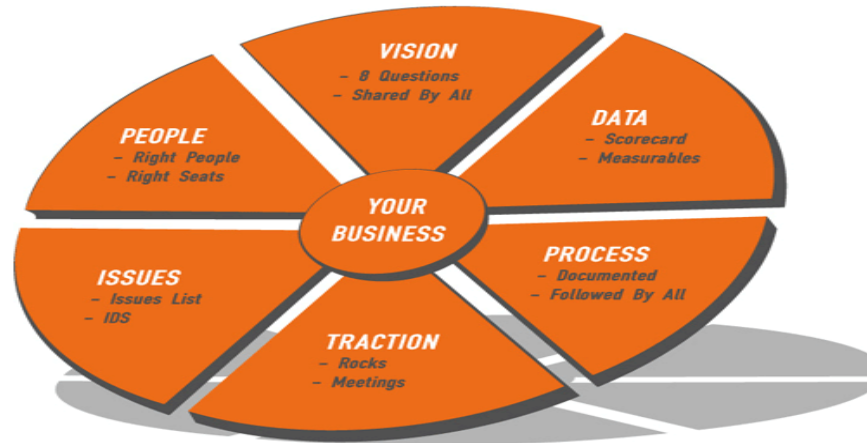 VISION
– 8 Questions
– Shared By All
DATA
– Scorecard
– Measurables
PROCESS
– Documented
– Followed By All
TRACTION
– Rocks
– Meetings
ISSUES
– Issues List
– IDS
PEOPLE
– Right People
– Right Seats
YOUR
BUSINESS